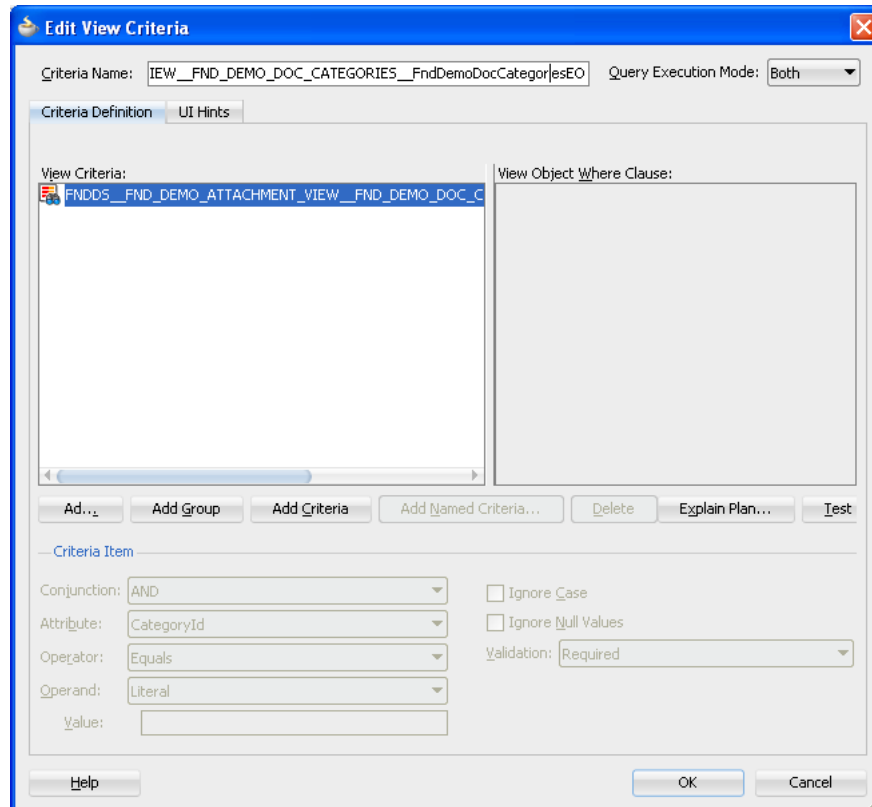 Edit View Criteria
Criteria Name: IEW__FND_DEMO_DOC_CATEGORIES__FndDemoDocCategoriesEO Query Execution Mode: Both
Criteria Definition UI Hints
View Criteria: View Object Where Clause:
FNDDS__FND_DEMO_ATTACHMENT_VIEW__FND_DEMO_DOC_C
Ad... Add Group Add Criteria Add Named Criteria... Delete Explain Plan... Test
Criteria Item
Conjunction: AND Ignore Case
Attribute: CategoryId Ignore Null Values
Operator: Equals Validation: Required
Operand: Literal
Value:
Help OK Cancel